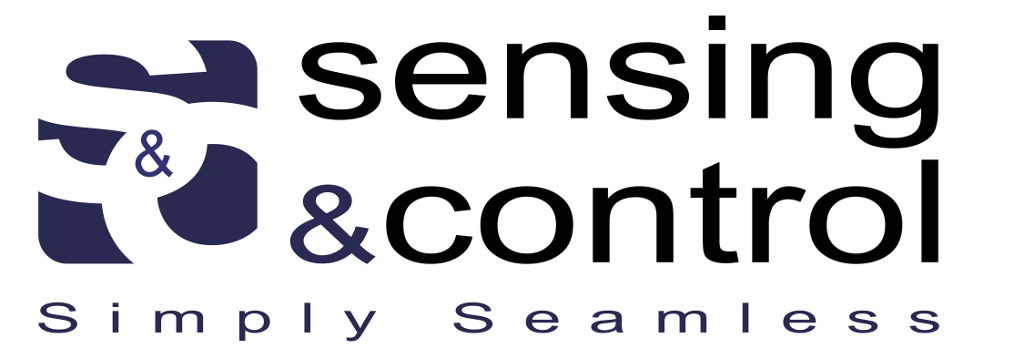 &
sensing
&control
Simply Seamless